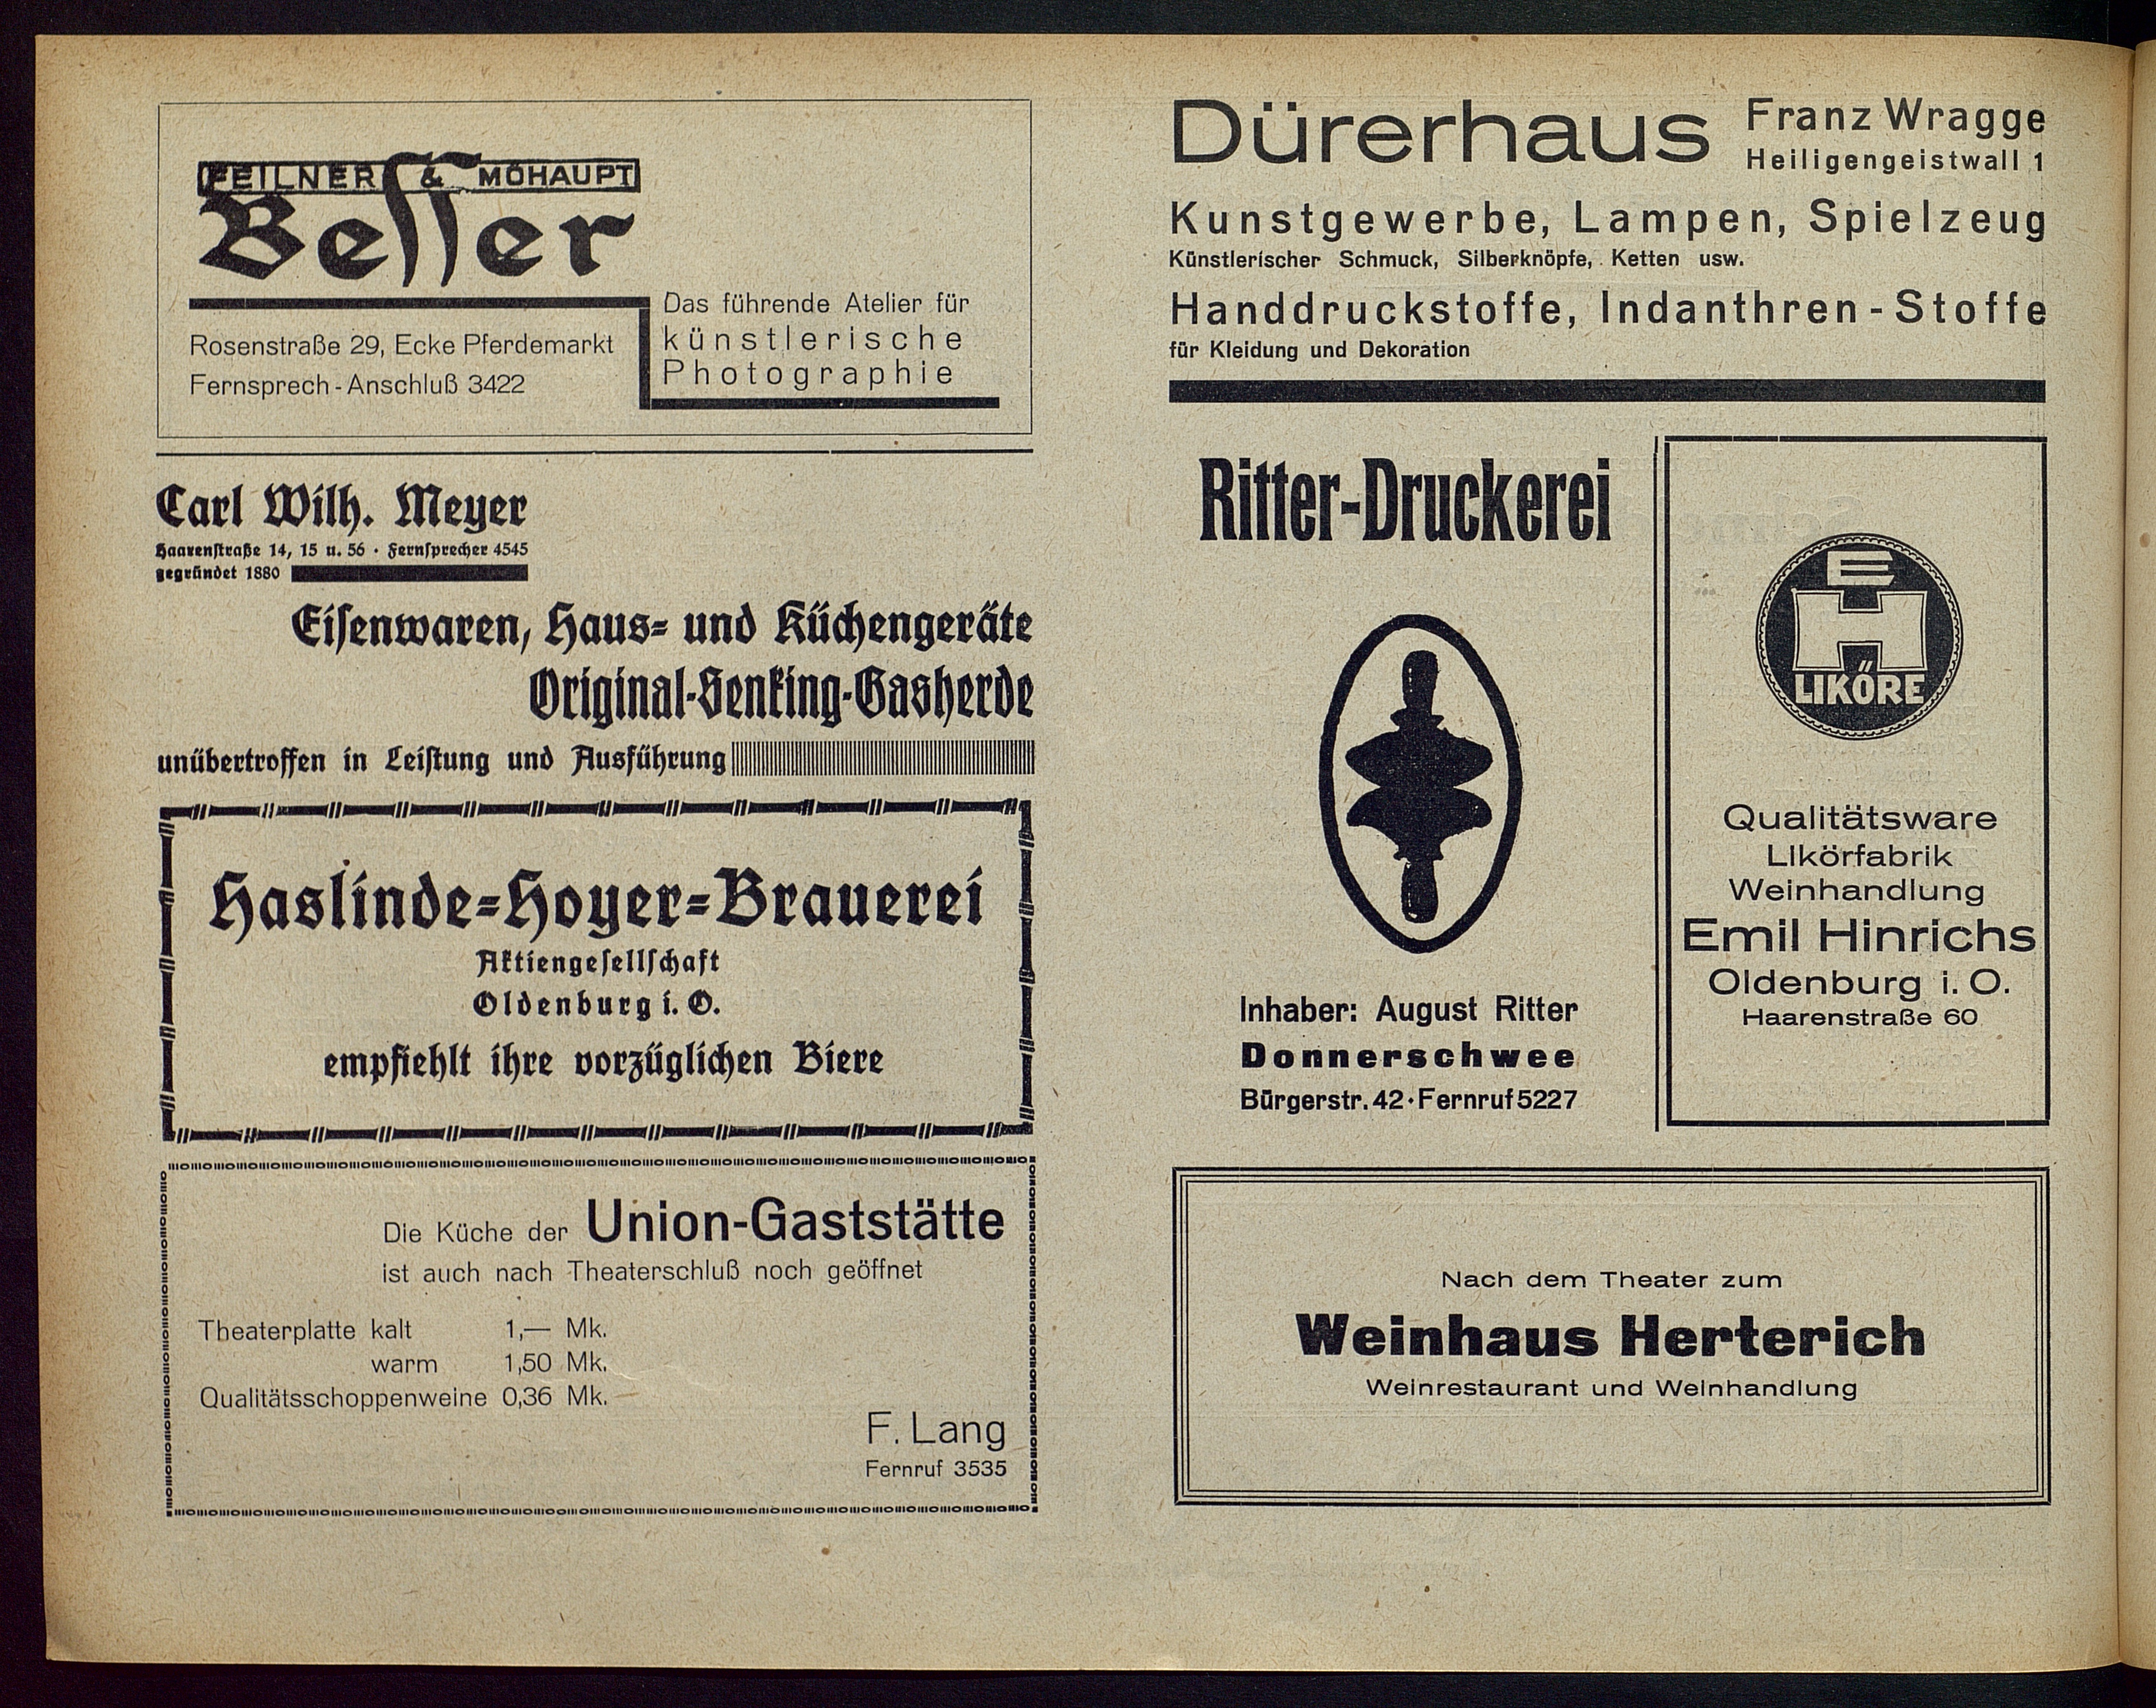 FEILNER & MOHAUPT
Beſſer
Rosenstraße 29, Ecke Pferdemarkt
Fernsprech-Anschluß 3422
Das führende Atelier für
künstlerische
Photographie
Carl Wilh. Meyer
Haarenſtraße 14, 15 u. 56 · Fernſprecher 4545
gegründet 1880
Eiſenwaren, Haus- und Küchengeräte
Original-Senking-Gasherde
unübertroffen in Leiſtung und Ausführung
Haslinde-Hoyer-Brauerei
Aktiengeſellſchaft
Oldenburg i. O.
empfiehlt ihre vorzüglichen Biere
Die Küche der Union-Gaststätte
ist auch nach Theaterschluß noch geöffnet
Theaterplatte kalt 1,— Mk.
warm 1,50 Mk.
Qualitätsschoppenweine 0,36 Mk.
F. Lang
Fernruf 3535
Dürerhaus Franz Wragge
Heiligengeistwall 1
Kunstgewerbe, Lampen, Spielzeug
Künstlerischer Schmuck, Silberknöpfe, Ketten usw.
Handdruckstoffe, Indanthren-Stoffe
für Kleidung und Dekoration
Ritter-Druckerei
Inhaber: August Ritter
Donnerschwee
Bürgerstr. 42 · Fernruf 5227
E
H
LIKÖRE
Qualitätsware
Likörfabrik
Weinhandlung
Emil Hinrichs
Oldenburg i. O.
Haarenstraße 60
Nach dem Theater zum
Weinhaus Herterich
Weinrestaurant und Weinhandlung